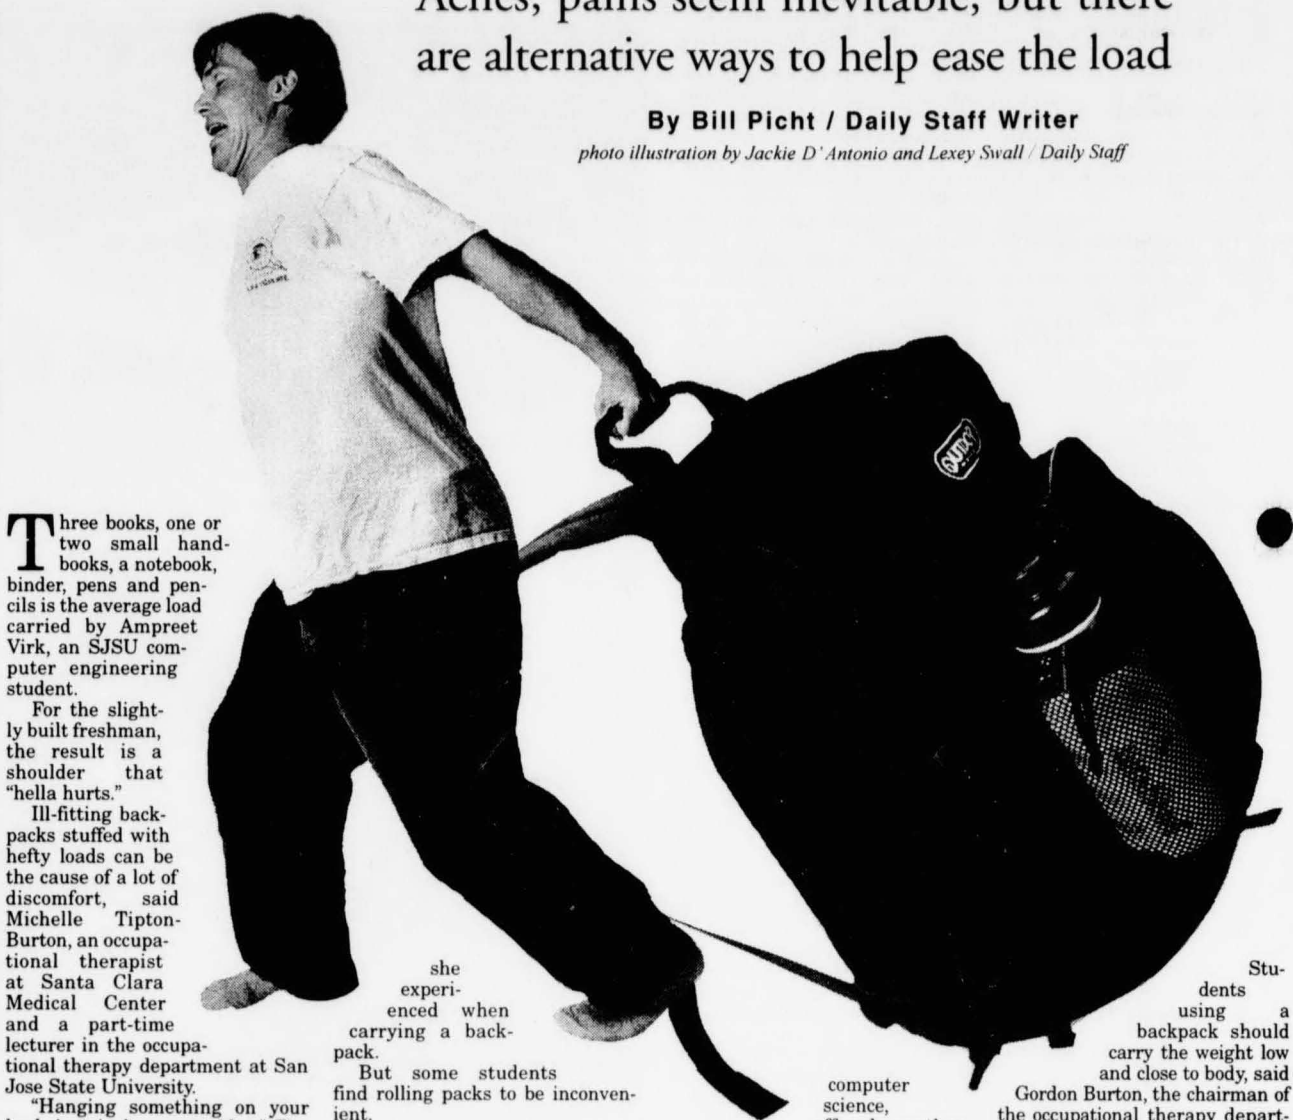 Aches, pains seem inevitable, but there
are alternative ways to help ease the load
By Bill Picht / Daily Staff Writer
photo illustration by Jackie D'Antonio and Lexey Swall / Daily Staff
Three books, one or
two small hand-
books, a notebook,
binder, pens and pen-
cils is the average load
carried by Ampreet
Virk, an SJSU com-
puter engineering
student.
For the slight-
ly built freshman,
the result is a
shoulder that
“hella hurts.”
Ill-fitting back-
packs stuffed with
hefty loads can be
the cause of a lot of
discomfort, said
Michelle Tipton-
Burton, an occupa-
tional therapist
at Santa Clara
Medical Center
and a part-time
lecturer in the occupa-
tional therapy department at San
Jose State University.
“Hanging something on your
she
experi-
enced when
carrying a back-
pack.
But some students
find rolling packs to be inconven-
ient.
computer
science,
Stu-
dents
using a
backpack should
carry the weight low
and close to body, said
Gordon Burton, the chairman of
the occupational therapy depart-